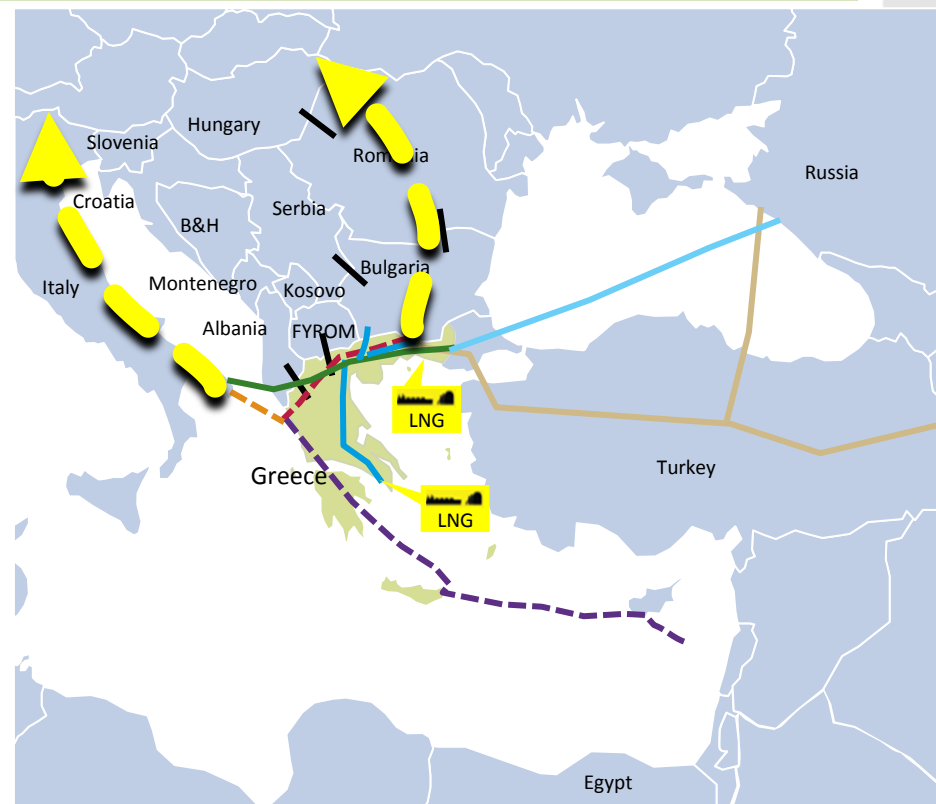 Hungary
Slovenia
Romania
Russia
Croatia
Serbia
B&H
Bulgaria
Italy
Montenegro
Kosovo
Albania
FYROM
LNG
Turkey
Greece
LNG
Egypt